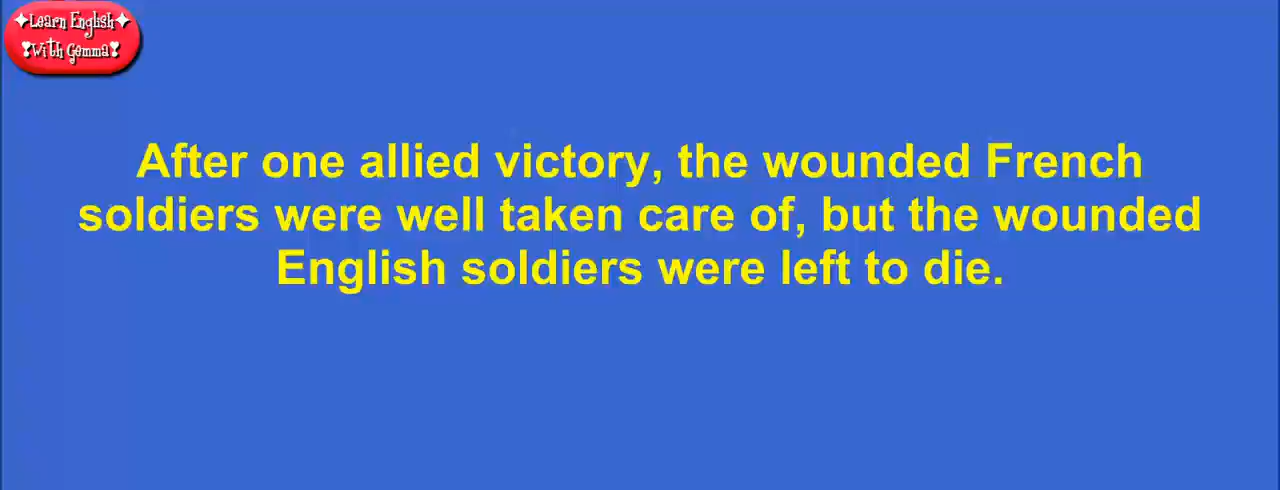 ✦Learn English✦
❣With Gemma❣
After one allied victory, the wounded French
soldiers were well taken care of, but the wounded
English soldiers were left to die.